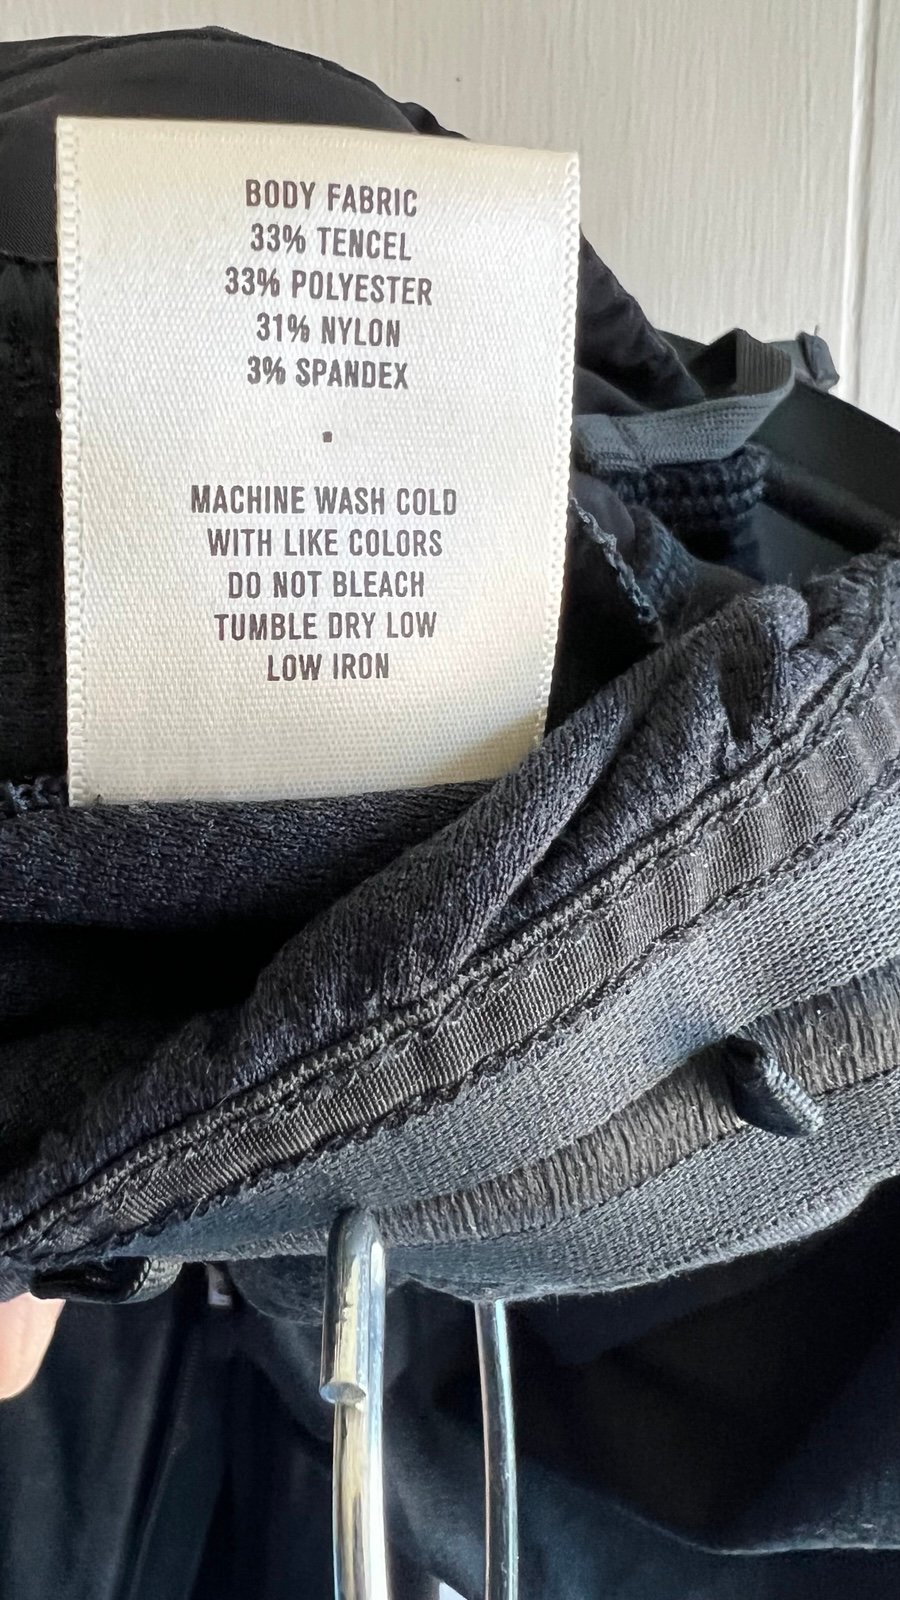 BODY FABRIC
33% TENCEL
33% POLYESTER
31% NYLON
3% SPANDEX
MACHINE WASH COLD
WITH LIKE COLORS
DO NOT BLEACH
TUMBLE DRY LOW
LOW IRON